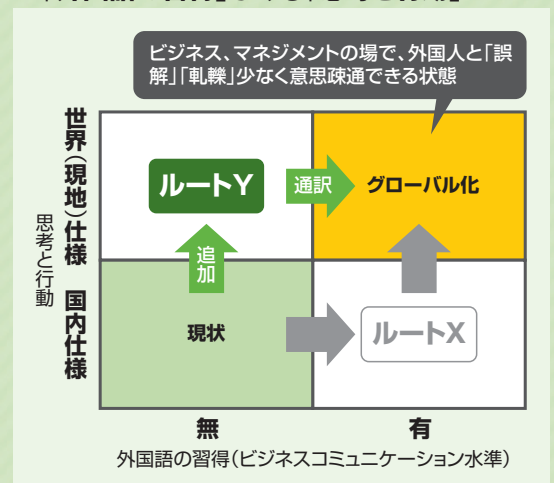 ビジネス、マネジメントの場で、外国人と「誤
解」「軋轢」少なく意思疎通できる状態
世界（現地）仕様 国内仕様
思考と行動
ルートY
通訳
グローバル化
追加
現状
ルートX
無
有
外国語の習得（ビジネスコミュニケーション水準）